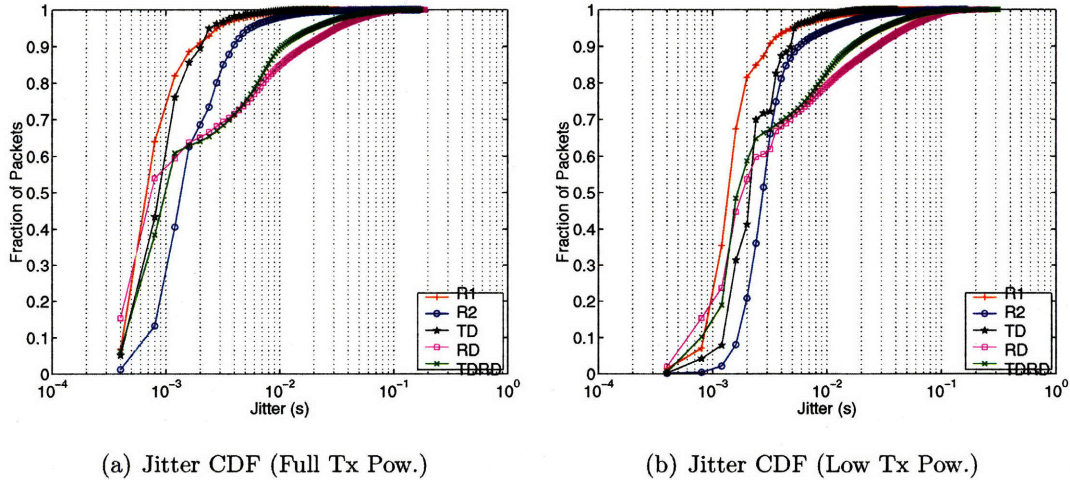 1
0.9
0.8
0.7
0.6
0.5
0.4
0.3
0.2
0.1
0
Fraction of Packets
10⁻⁴
10⁻³
10⁻²
10⁻¹
10⁰
Jitter (s)
R1
R2
TD
RD
TDRD
(a) Jitter CDF (Full Tx Pow.)
1
0.9
0.8
0.7
0.6
0.5
0.4
0.3
0.2
0.1
0
Fraction of Packets
10⁻⁴
10⁻³
10⁻²
10⁻¹
10⁰
Jitter (s)
R1
R2
TD
RD
TDRD
(b) Jitter CDF (Low Tx Pow.)